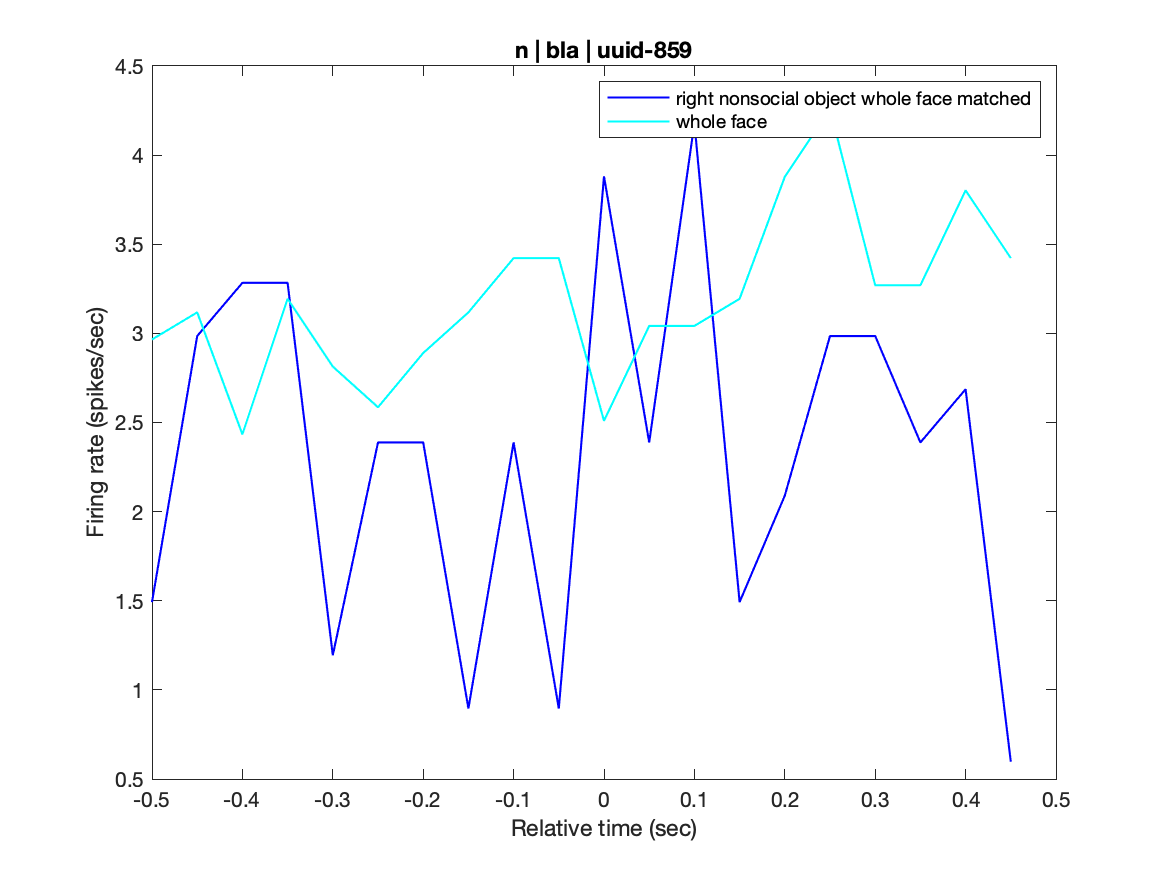 n | bla | uuid-859
right nonsocial object whole face matched
whole face
Firing rate (spikes/sec)
4.5
4
3.5
3
2.5
2
1.5
1
0.5
-0.5 -0.4 -0.3 -0.2 -0.1 0 0.1 0.2 0.3 0.4 0.5
Relative time (sec)